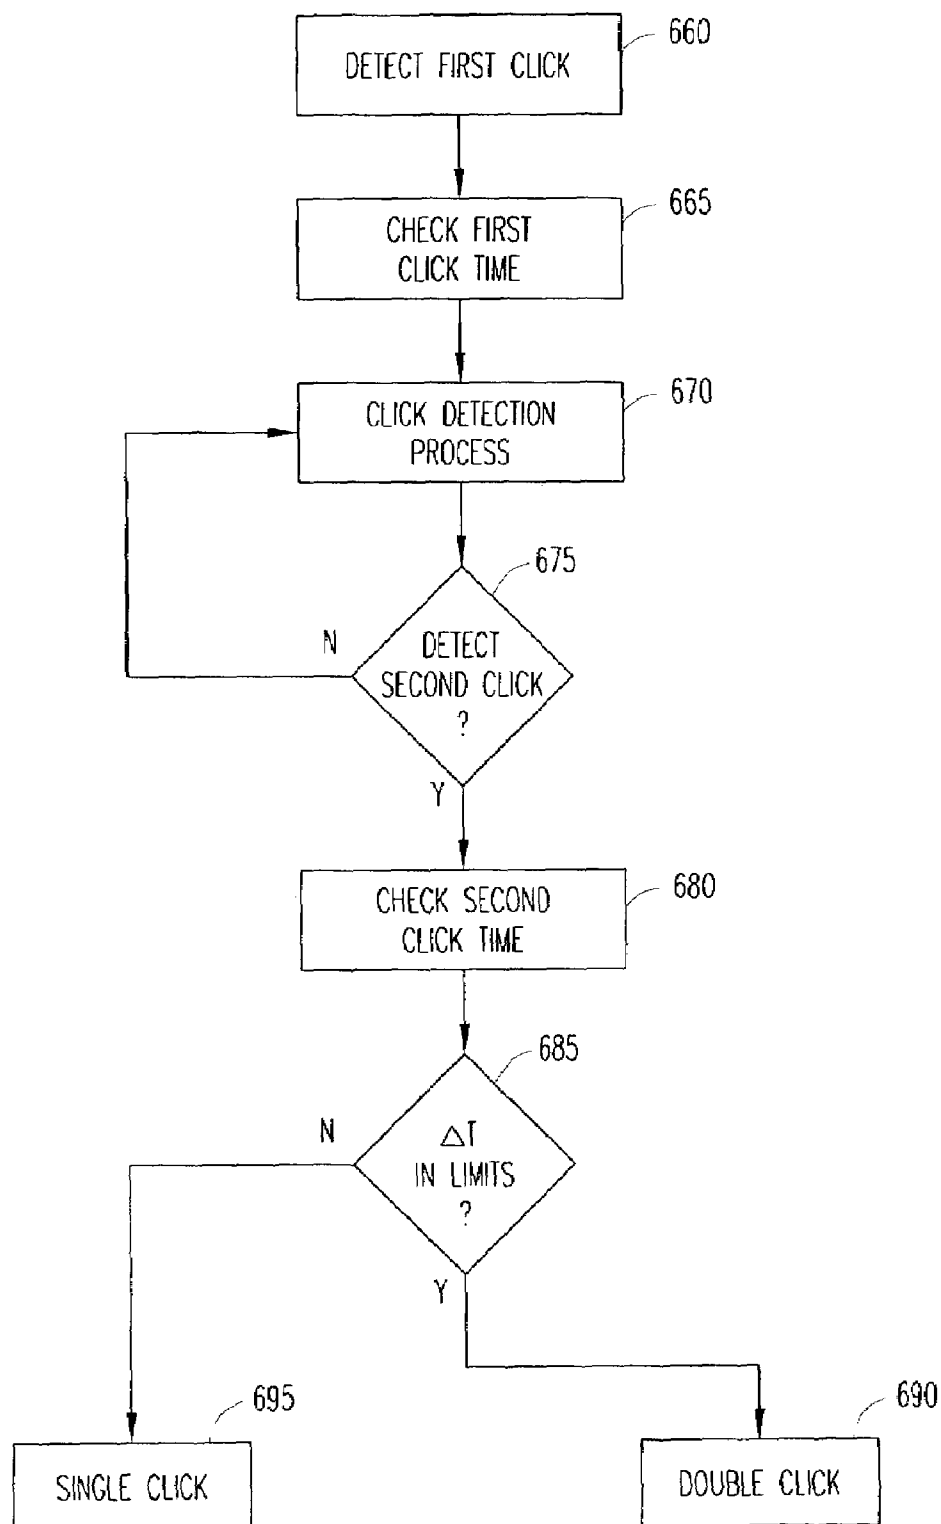 660
DETECT FIRST CLICK
665
CHECK FIRST
CLICK TIME
670
CLICK DETECTION
PROCESS
675
N
DETECT
SECOND CLICK
?
Y
680
CHECK SECOND
CLICK TIME
685
N
△T
IN LIMITS
?
Y
695
SINGLE CLICK
690
DOUBLE CLICK